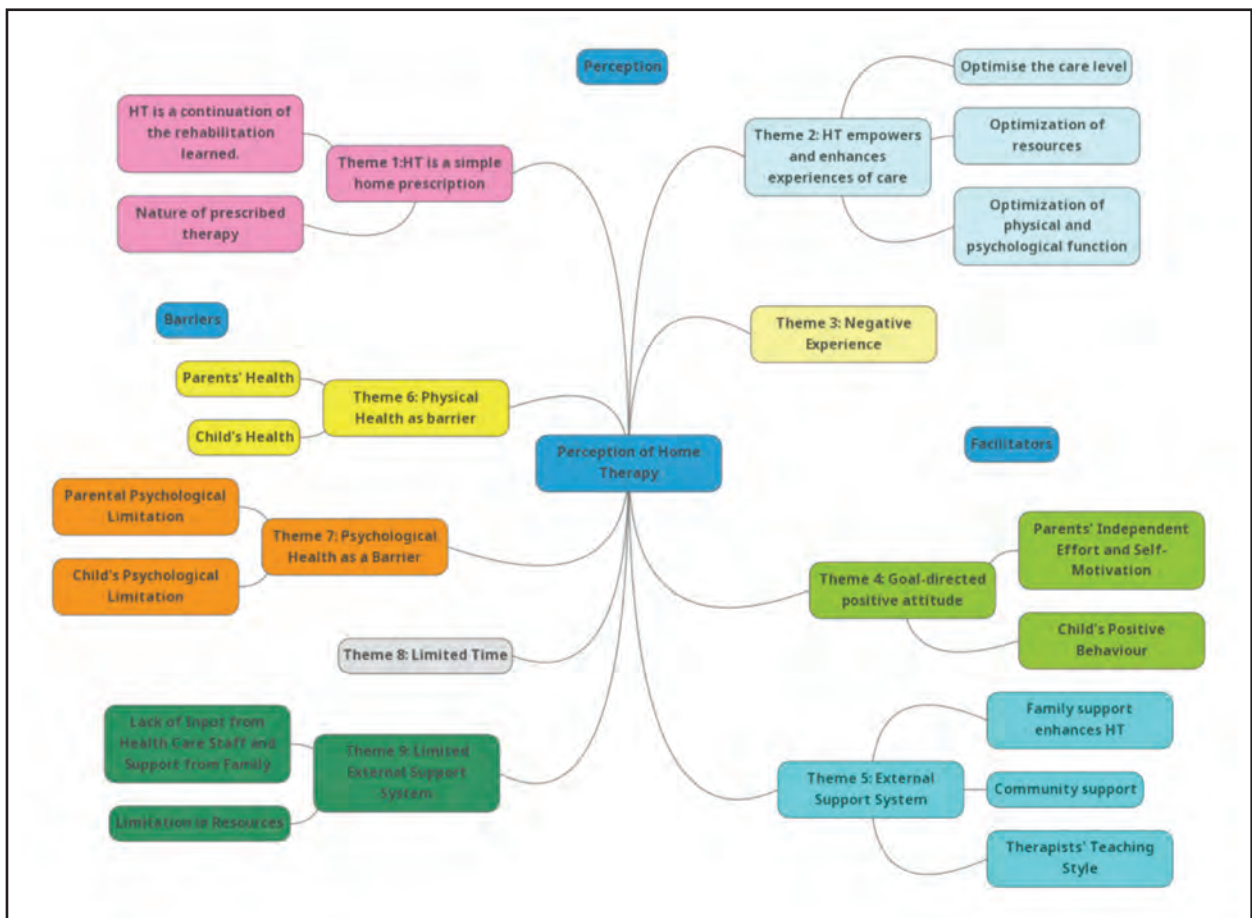 Perception
HT is a continuation of
the rehabilitation
learned.
Theme 1:HT is a simple
home prescription
Nature of prescribed
therapy
Optimise the care level
Theme 2: HT empowers
and enhances
experiences of care
Optimization of
resources
Optimization of
physical and
psychological function
Barriers
Theme 3: Negative
Experience
Parents' Health
Theme 6: Physical
Health as barrier
Child's Health
Perception of Home
Therapy
Facilitators
Parental Psychological
Limitation
Theme 7: Psychological
Health as a Barrier
Child's Psychological
Limitation
Parents' Independent
Effort and Self-
Motivation
Theme 4: Goal-directed
positive attitude
Child's Positive
Behaviour
Theme 8: Limited Time
Lack of Input from
Health Care Staff and
Support from Family
Theme 9: Limited
External Support
System
Limitation in Resources
Family support
enhances HT
Theme 5: External
Support System
Community support
Therapists' Teaching
Style